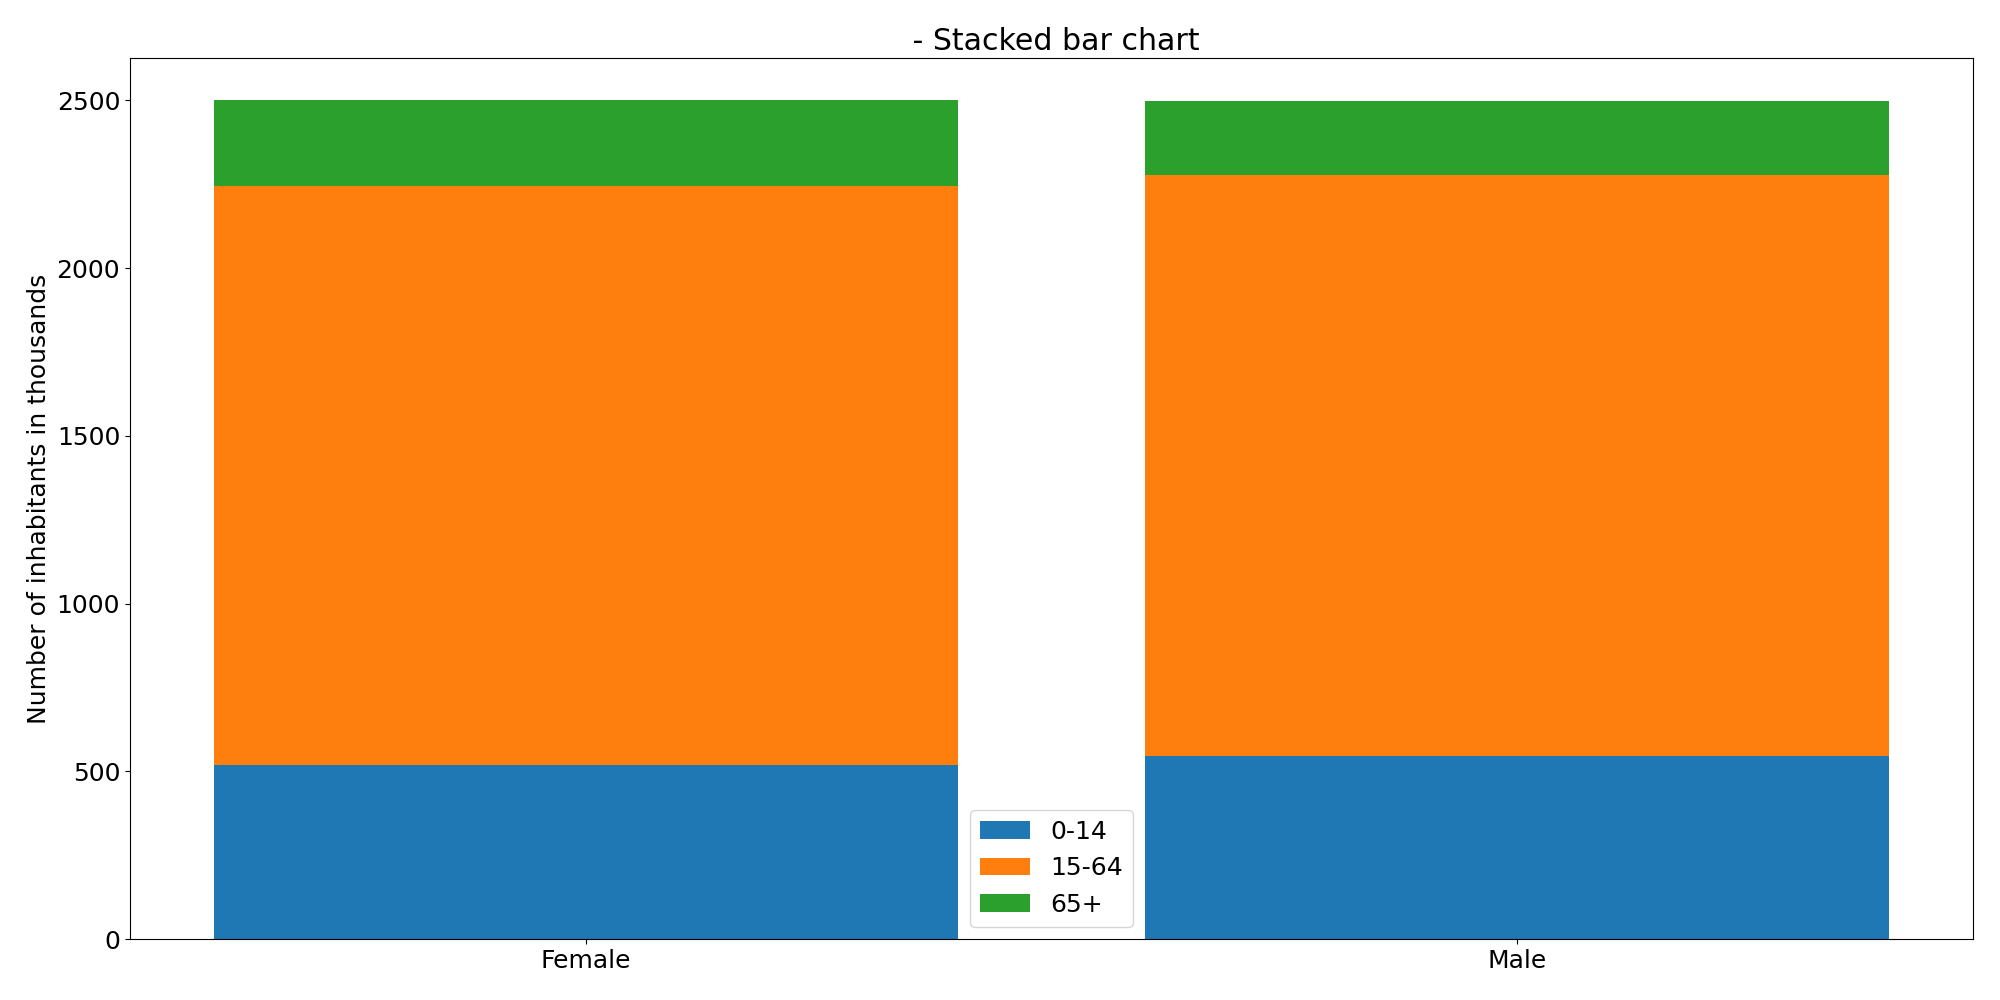 - Stacked bar chart
Number of inhabitants in thousands
2500
2000
1500
1000
500
0
0-14
15-64
65+
Female
Male